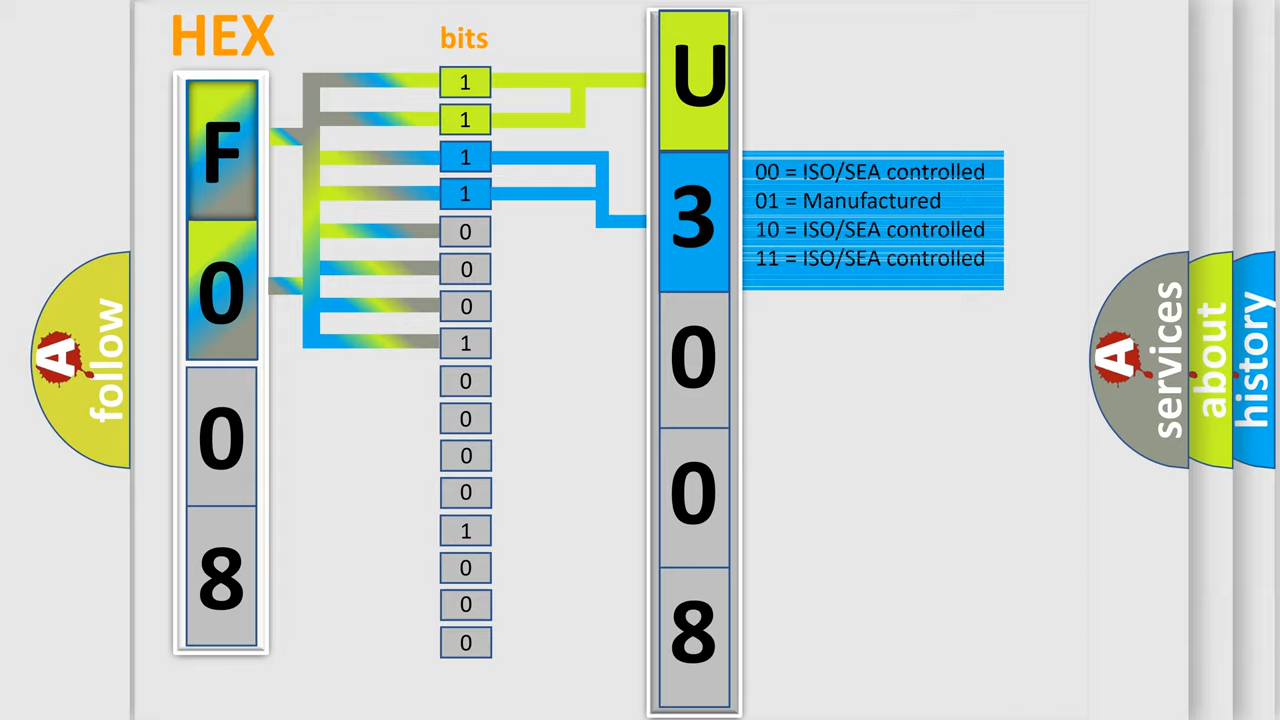 HEX
bits
F
0
0
8
1
1
1
1
0
0
0
1
0
0
0
0
1
0
0
0
U
3
0
0
8
00 = ISO/SEA controlled
01 = Manufactured
10 = ISO/SEA controlled
11 = ISO/SEA controlled
A
follow
A
services
about
history